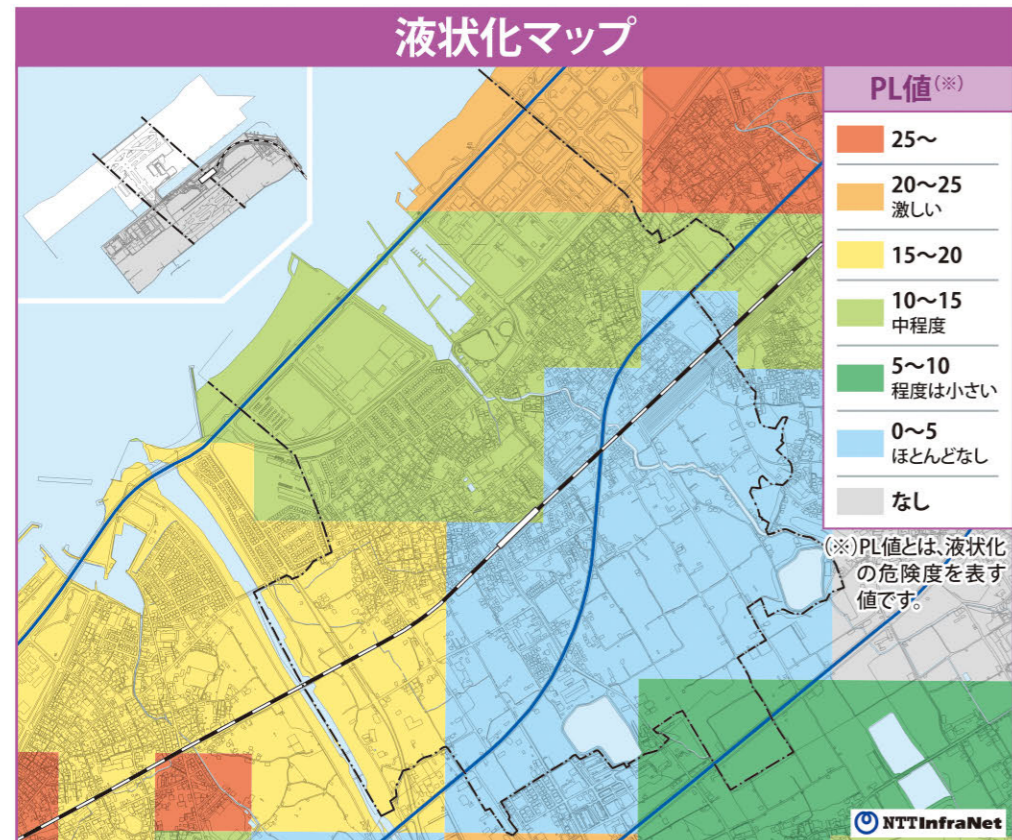 液状化マップ
PL値(※)
25〜
20〜25
激しい
15〜20
10〜15
中程度
5〜10
程度は小さい
0〜5
ほとんどなし
なし
(※)PL値とは、液状化
の危険度を表す
値です。
NTT InfraNet